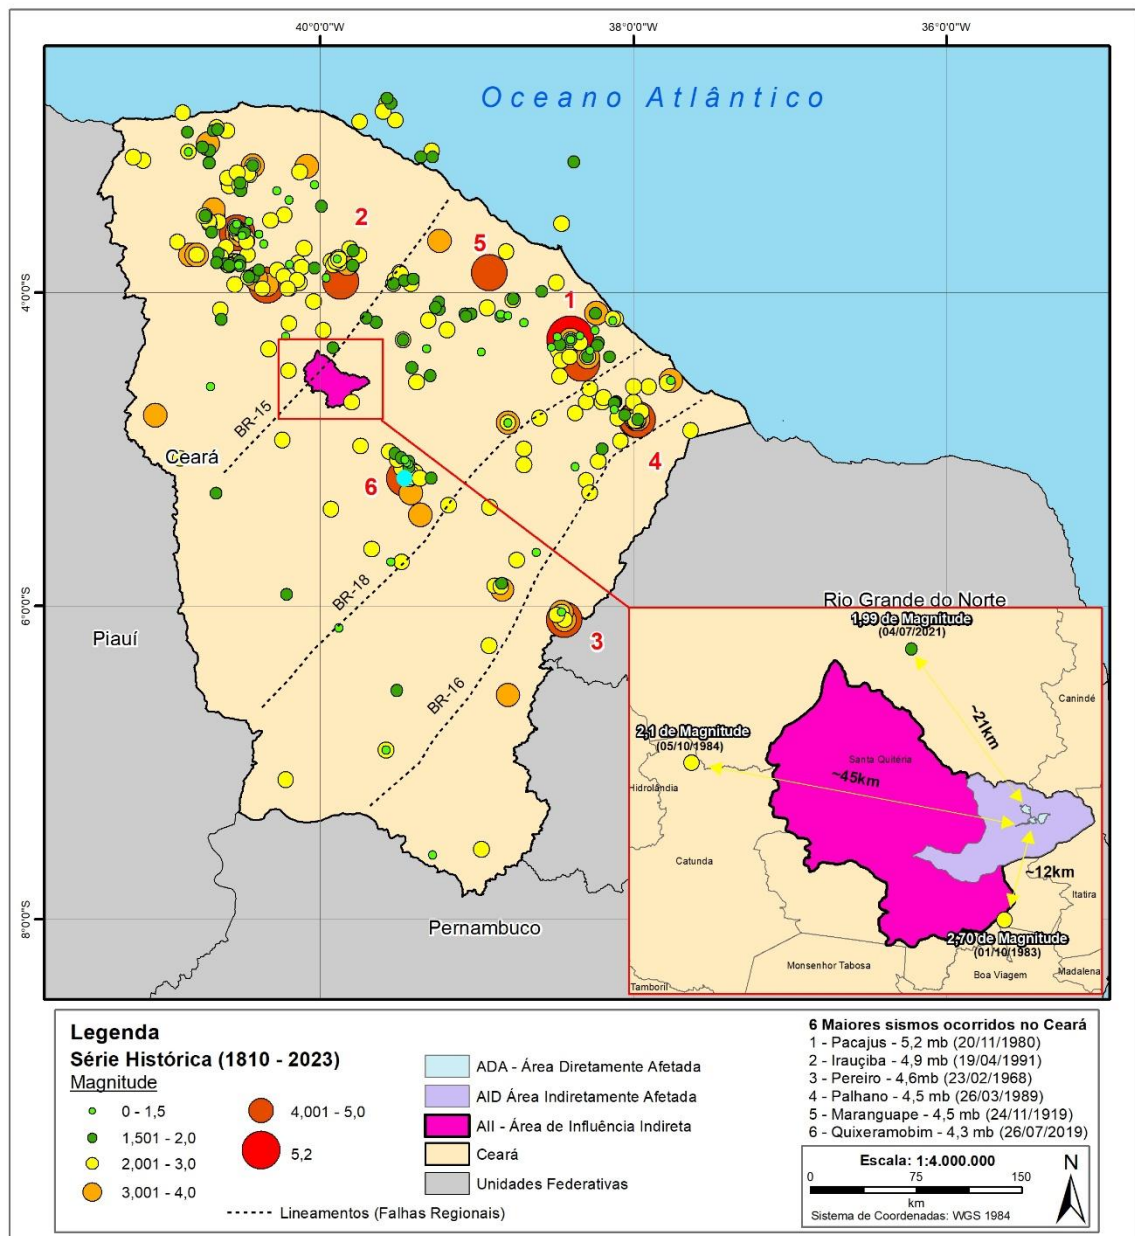 40°0'0"W
38°0'0"W
36°0'0"W
Oceano Atlântico
2
5
1
4°0'0"S
BR-15
Ceará
6
4
BR-18
6°0'0"S
Piauí
3
BR-16
Rio Grande do Norte
1,99 de Magnitude
(04/07/2021)
Canindé
~21km
2,1 de Magnitude
(05/10/1984)
Santa Quitéria
~45km
Hidrolândia
Catunda
~12km
Itatira
8°0'0"S
Pernambuco
2,70 de Magnitude
(01/10/1983)
Monsenhor Tabosa
Boa Viagem
Madalena
Tamboril
Legenda
Série Histórica (1810 - 2023)
Magnitude
0 - 1,5
1,501 - 2,0
2,001 - 3,0
3,001 - 4,0
4,001 - 5,0
5,2
Lineamentos (Falhas Regionais)
ADA - Área Diretamente Afetada
AID Área Indiretamente Afetada
AII - Área de Influência Indireta
Ceará
Unidades Federativas
6 Maiores sismos ocorridos no Ceará
1 - Pacajus - 5,2 mb (20/11/1980)
2 - Irauçiba - 4,9 mb (19/04/1991)
3 - Pereiro - 4,6mb (23/02/1968)
4 - Palhano - 4,5 mb (26/03/1989)
5 - Maranguape - 4,5 mb (24/11/1919)
6 - Quixeramobim - 4,3 mb (26/07/2019)
Escala: 1:4.000.000
N
0 75 150
km
Sistema de Coordenadas: WGS 1984